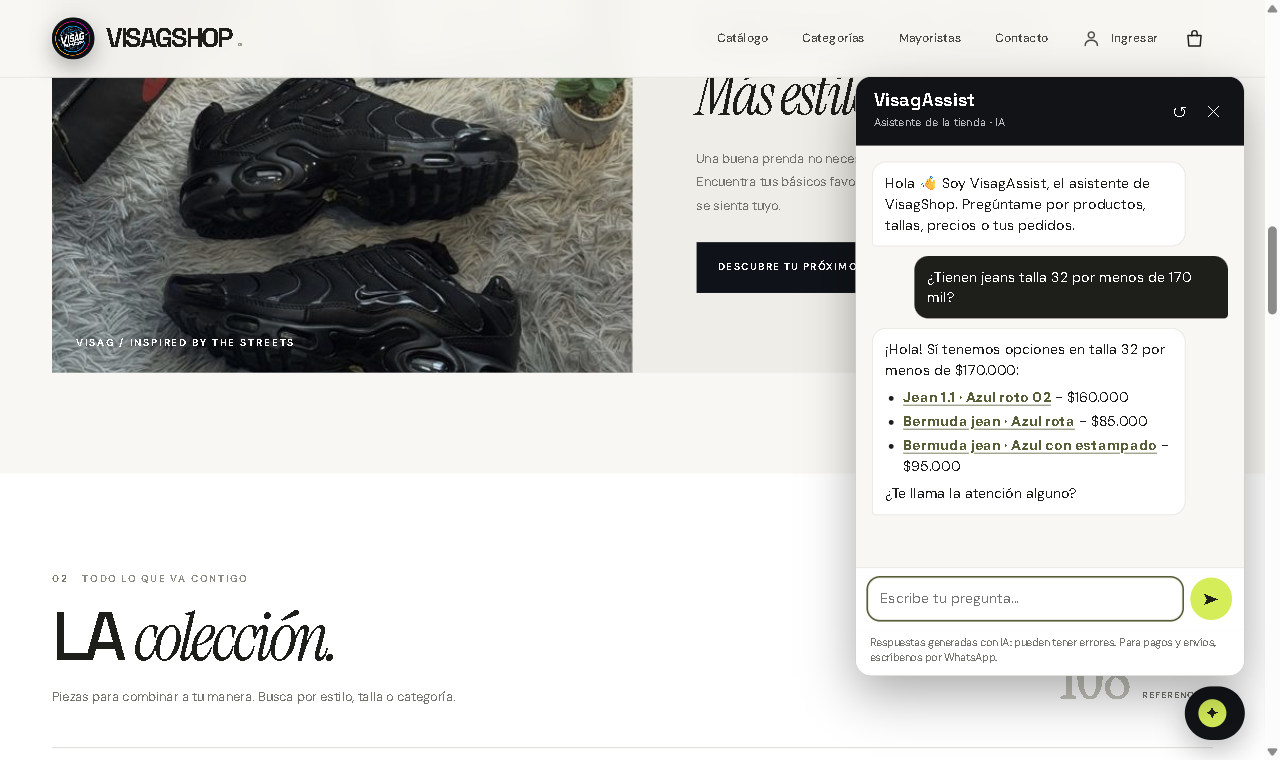 VISAG
VISAGSHOP
Catálogo
Categorías
Mayoristas
Contacto
Ingresar
Más estilo
Una buena prenda no nece
Encuentra tus básicos favo
se sienta tuyo.
DESCUBRE TU PRÓXIMO
VISAG / INSPIRED BY THE STREETS
02 TODO LO QUE VA CONTIGO
LA colección.
Piezas para combinar a tu manera. Busca por estilo, talla o categoría.
108 REFEREN
VisagAssist
Asistente de la tienda · IA
Hola 👋 Soy VisagAssist, el asistente de
VisagShop. Pregúntame por productos,
tallas, precios o tus pedidos.
¿Tienen jeans talla 32 por menos de 170
mil?
¡Hola! Sí tenemos opciones en talla 32 por
menos de $170.000:
• Jean 1.1 · Azul roto 02 – $160.000
• Bermuda jean · Azul rota – $85.000
• Bermuda jean · Azul con estampado –
$95.000
¿Te llama la atención alguno?
Escribe tu pregunta...
Respuestas generadas con IA: pueden tener errores. Para pagos y envíos,
escríbenos por WhatsApp.